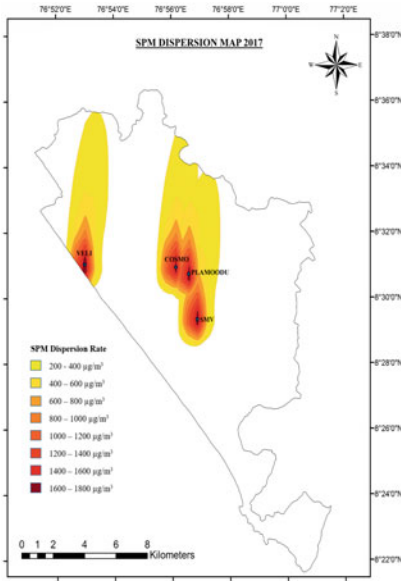 76°52'0"E 76°54'0"E 76°56'0"E 76°58'0"E 77°0'0"E 77°2'0"E
SPM DISPERSION MAP 2017
N
W E
S
8°38'0"N
8°36'0"N
8°34'0"N
8°32'0"N
8°30'0"N
8°28'0"N
8°26'0"N
8°24'0"N
8°22'0"N
VELI
COSMO
PLAMOODU
SMV
SPM Dispersion Rate
200 - 400 µg/m³
400 – 600 µg/m³
600 – 800 µg/m³
800 – 1000 µg/m³
1000 – 1200 µg/m³
1200 – 1400 µg/m³
1400 – 1600 µg/m³
1600 – 1800 µg/m³
0 1 2 4 6 8
Kilometers